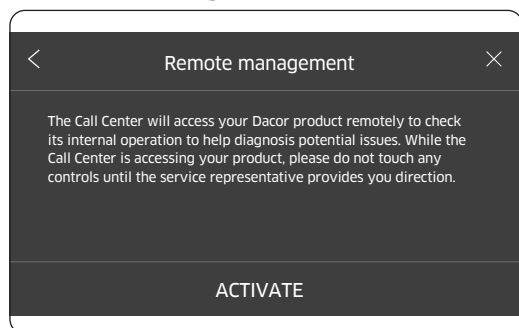 Remote management
The Call Center will access your Dacor product remotely to check
its internal operation to help diagnosis potential issues. While the
Call Center is accessing your product, please do not touch any
controls until the service representative provides you direction.
ACTIVATE